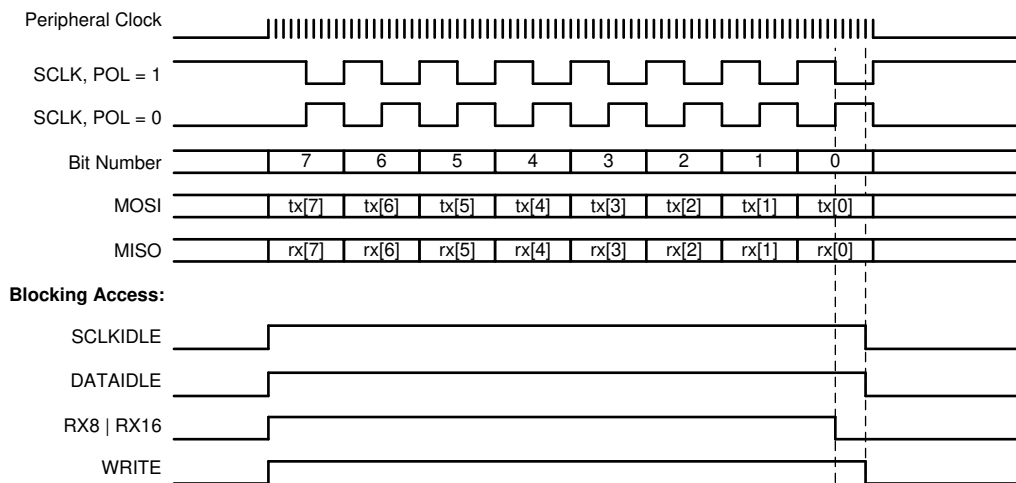 Peripheral Clock
SCLK, POL = 1
SCLK, POL = 0
Bit Number 7 6 5 4 3 2 1 0
MOSI tx[7] tx[6] tx[5] tx[4] tx[3] tx[2] tx[1] tx[0]
MISO rx[7] rx[6] rx[5] rx[4] rx[3] rx[2] rx[1] rx[0]
Blocking Access:
SCLKIDLE
DATAIDLE
RX8 | RX16
WRITE